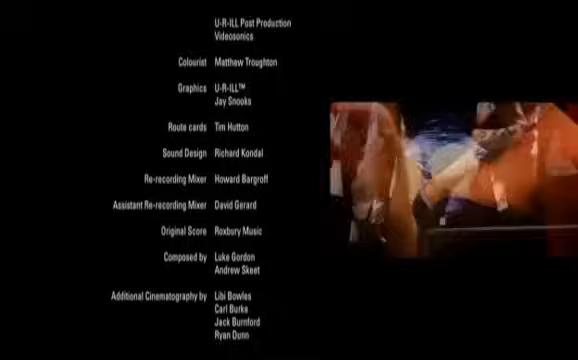 U-R-ILL Post Production
Videosonics
Colourist Matthew Troughton
Graphics U-R-ILL™
Jay Snooks
Route cards Tim Hutton
Sound Design Richard Kondal
Re-recording Mixer Howard Bargroff
Assistant Re-recording Mixer David Gerard
Original Score Roxbury Music
Composed by Luke Gordon
Andrew Skeet
Additional Cinematography by Libi Bowles
Carl Burke
Jack Burnford
Ryan Dunn